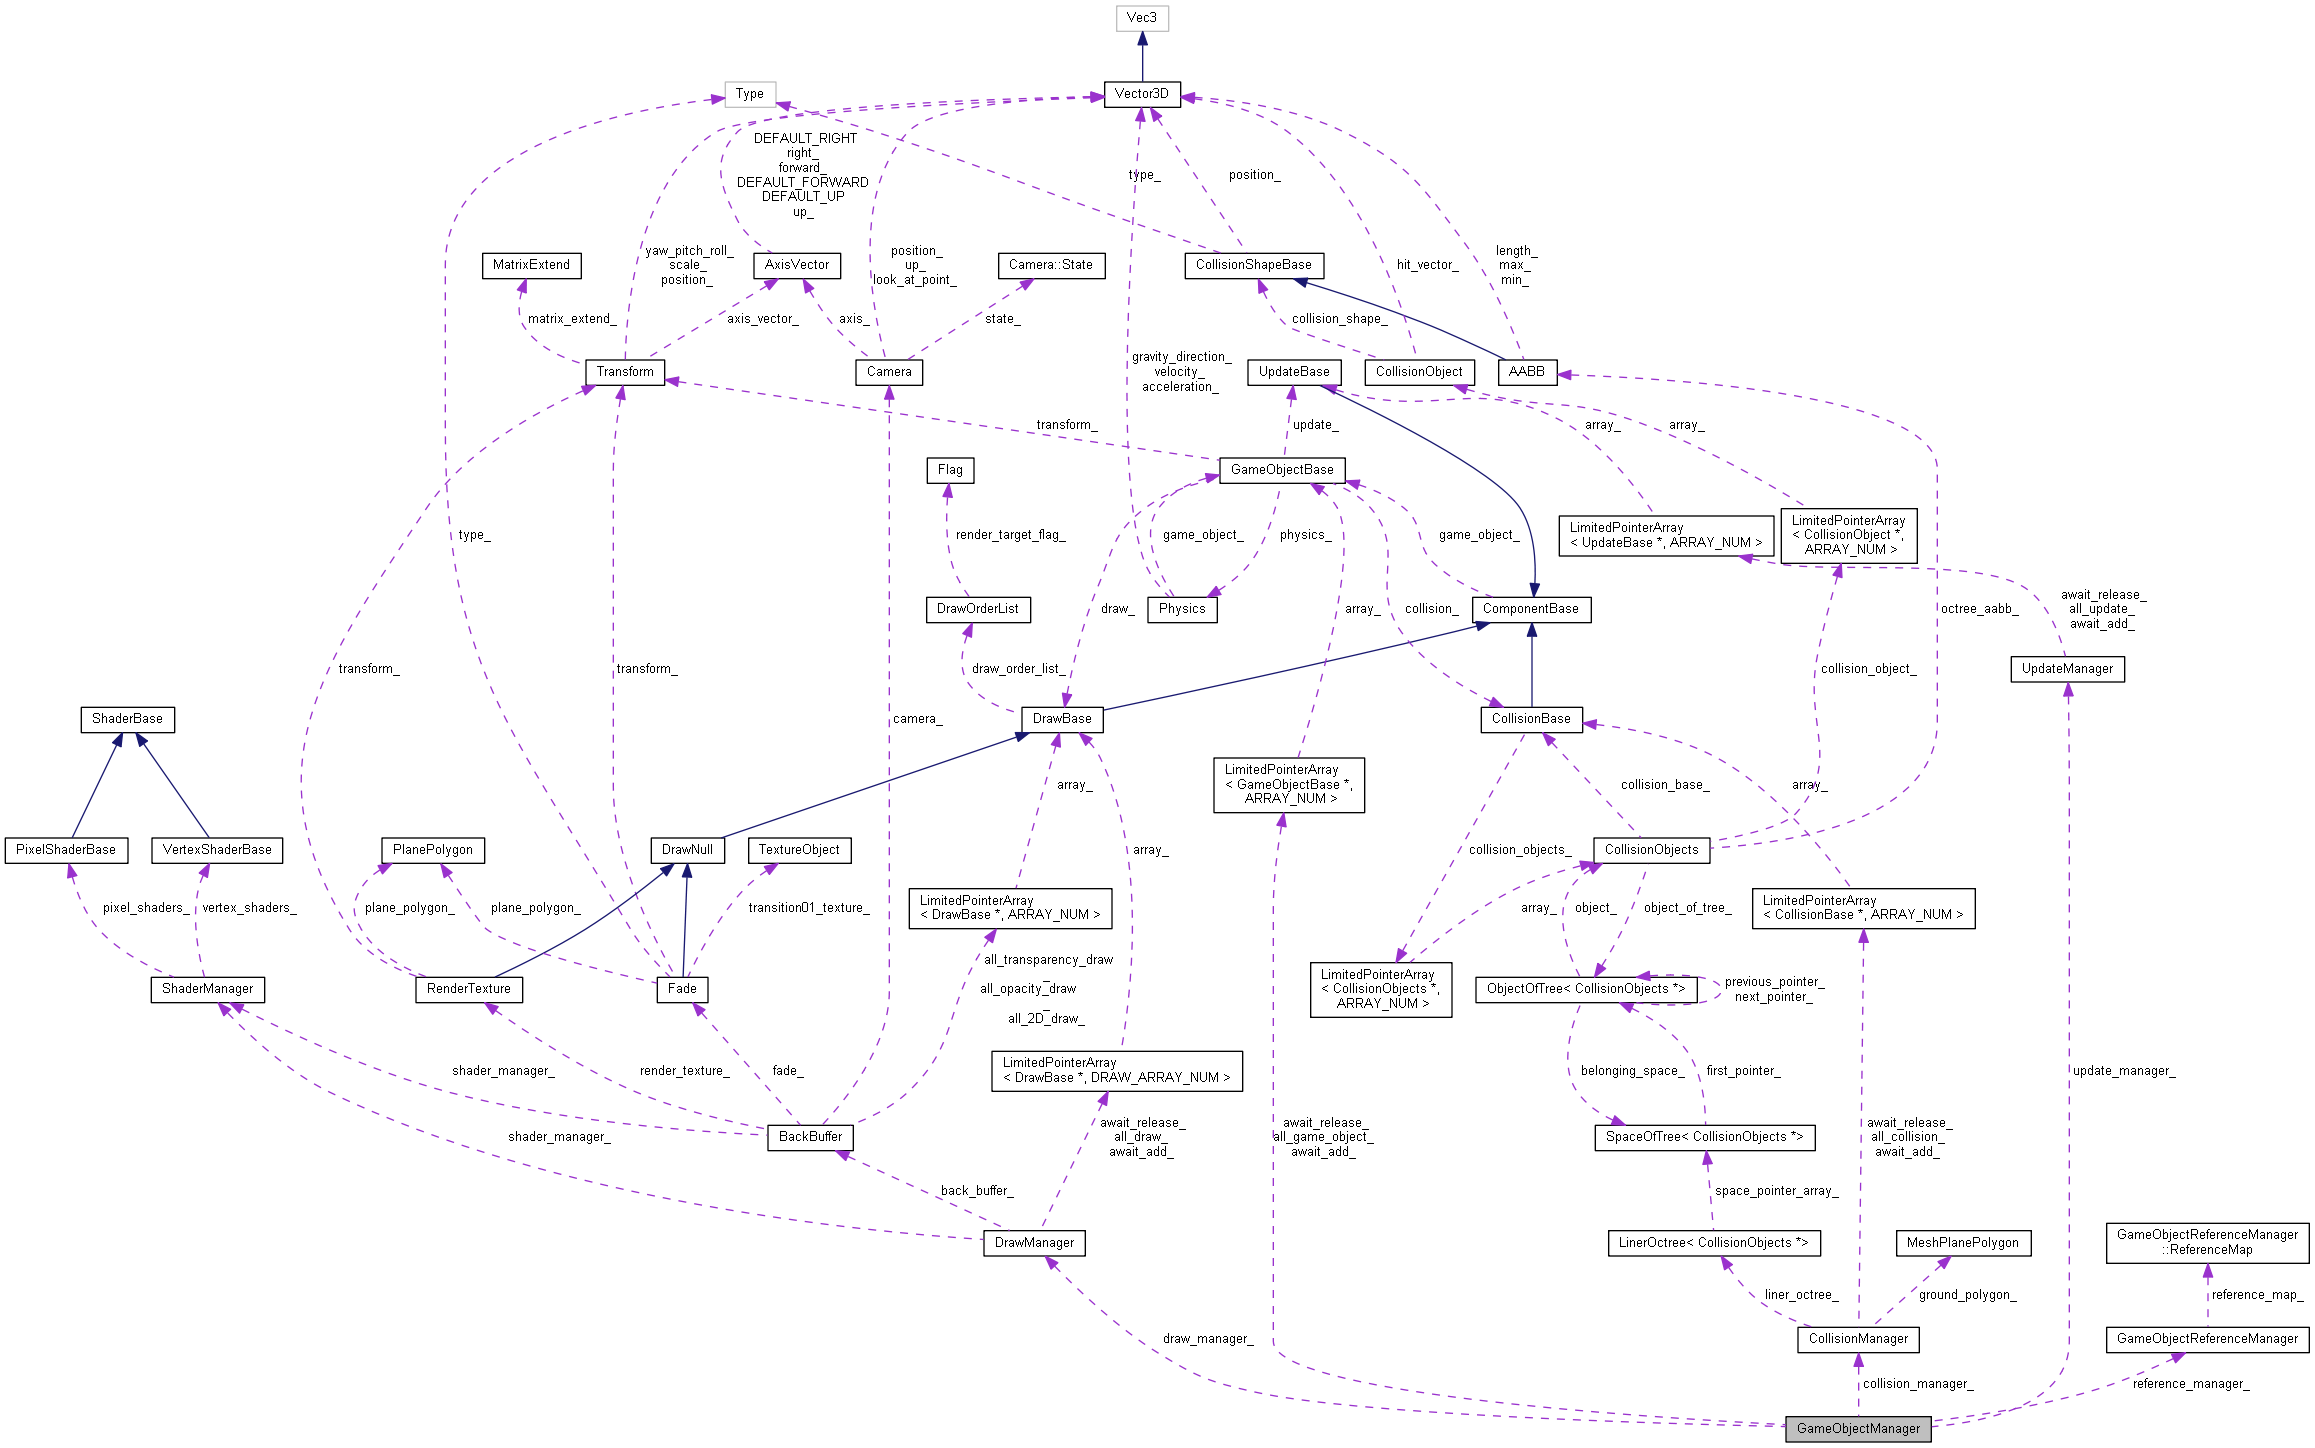 Vec3
Type
Vector3D
DEFAULT_RIGHT
right_
forward_
DEFAULT_FORWARD
DEFAULT_UP
up_
type_
position_
MatrixExtend
yaw_pitch_roll_
scale_
position_
AxisVector
position_
up_
look_at_point_
Camera::State
CollisionShapeBase
hit_vector_
length_
max_
min_
matrix_extend_
axis_vector_
axis_
state_
collision_shape_
Transform
Camera
gravity_direction_
velocity_
acceleration_
UpdateBase
CollisionObject
AABB
transform_
update_
array_
array_
Flag
GameObjectBase
type_
render_target_flag_
game_object_
physics_
game_object_
LimitedPointerArray
< UpdateBase *, ARRAY_NUM >
LimitedPointerArray
< CollisionObject *,
ARRAY_NUM >
DrawOrderList
draw_
Physics
array_
collision_
ComponentBase
octree_aabb_
await_release_
all_update_
await_add_
transform_
transform_
draw_order_list_
collision_object_
UpdateManager
ShaderBase
camera_
DrawBase
CollisionBase
LimitedPointerArray
< GameObjectBase *,
ARRAY_NUM >
array_
collision_base_
array_
PixelShaderBase
VertexShaderBase
PlanePolygon
DrawNull
TextureObject
array_
collision_objects_
CollisionObjects
pixel_shaders_
vertex_shaders_
plane_polygon_
plane_polygon_
transition01_texture_
LimitedPointerArray
< DrawBase *, ARRAY_NUM >
array_
object_
object_of_tree_
LimitedPointerArray
< CollisionBase *, ARRAY_NUM >
ShaderManager
RenderTexture
Fade
all_transparency_draw
_
all_opacity_draw
_
all_2D_draw_
LimitedPointerArray
< CollisionObjects *,
ARRAY_NUM >
ObjectOfTree< CollisionObjects *>
previous_pointer_
next_pointer_
shader_manager_
render_texture_
fade_
LimitedPointerArray
< DrawBase *, DRAW_ARRAY_NUM >
belonging_space_
first_pointer_
update_manager_
shader_manager_
BackBuffer
await_release_
all_draw_
await_add_
await_release_
all_game_object_
await_add_
SpaceOfTree< CollisionObjects *>
await_release_
all_collision_
await_add_
back_buffer_
space_pointer_array_
DrawManager
LinerOctree< CollisionObjects *>
MeshPlanePolygon
GameObjectReferenceManager
::ReferenceMap
liner_octree_
ground_polygon_
reference_map_
draw_manager_
CollisionManager
GameObjectReferenceManager
collision_manager_
reference_manager_
GameObjectManager